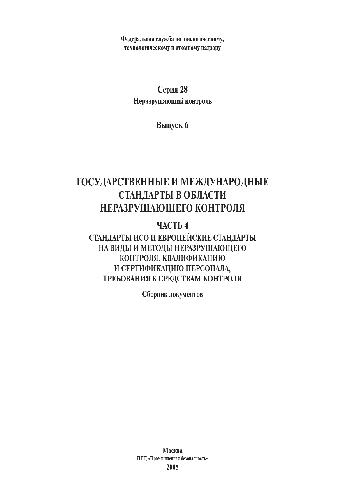 Федеральная служба по экологическому,
технологическому и атомному надзору
Серия 28
Неразрушающий контроль
Выпуск 6
ГОСУДАРСТВЕННЫЕ И МЕЖДУНАРОДНЫЕ
СТАНДАРТЫ В ОБЛАСТИ
НЕРАЗРУШАЮЩЕГО КОНТРОЛЯ
ЧАСТЬ 4
СТАНДАРТЫ ИСО И ЕВРОПЕЙСКИЕ СТАНДАРТЫ
НА ВИДЫ И МЕТОДЫ НЕРАЗРУШАЮЩЕГО
КОНТРОЛЯ, КВАЛИФИКАЦИЮ
И СЕРТИФИКАЦИЮ ПЕРСОНАЛА,
ТРЕБОВАНИЯ К СРЕДСТВАМ КОНТРОЛЯ
Сборник документов
Москва
«Промышленная безопасность»
2005